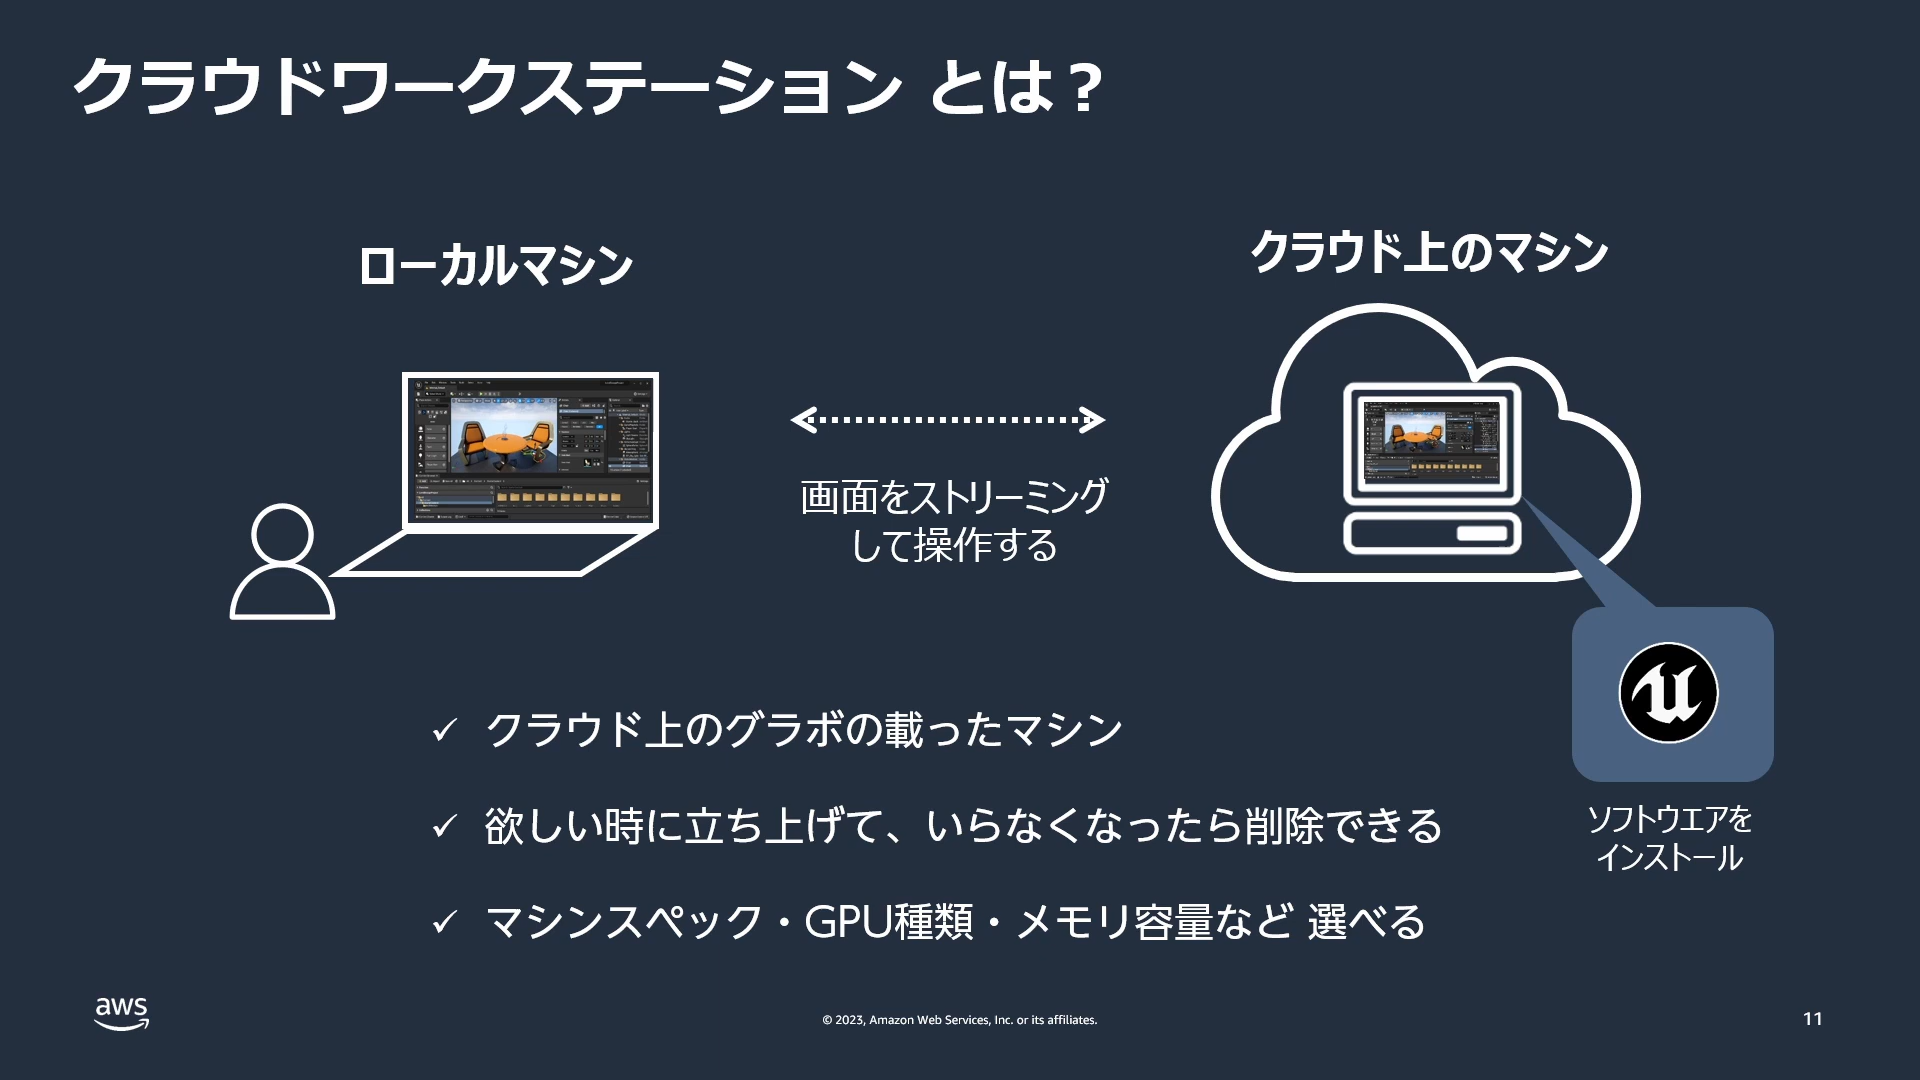 クラウドワークステーション とは？
ローカルマシン
クラウド上のマシン
画面をストリーミング
して操作する
✓ クラウド上のグラボの載ったマシン
✓ 欲しい時に立ち上げて、いらなくなったら削除できる
✓ マシンスペック・GPU種類・メモリ容量など 選べる
ソフトウエアを
インストール
aws
© 2023, Amazon Web Services, Inc. or its affiliates.
11